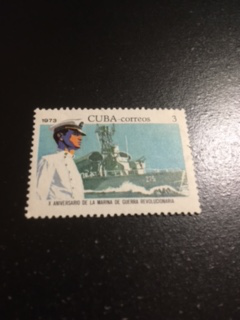 1973 CUBA-correos 3
X ANIVERSARIO DE LA MARINA DE GUERRA REVOLUCIONARIA